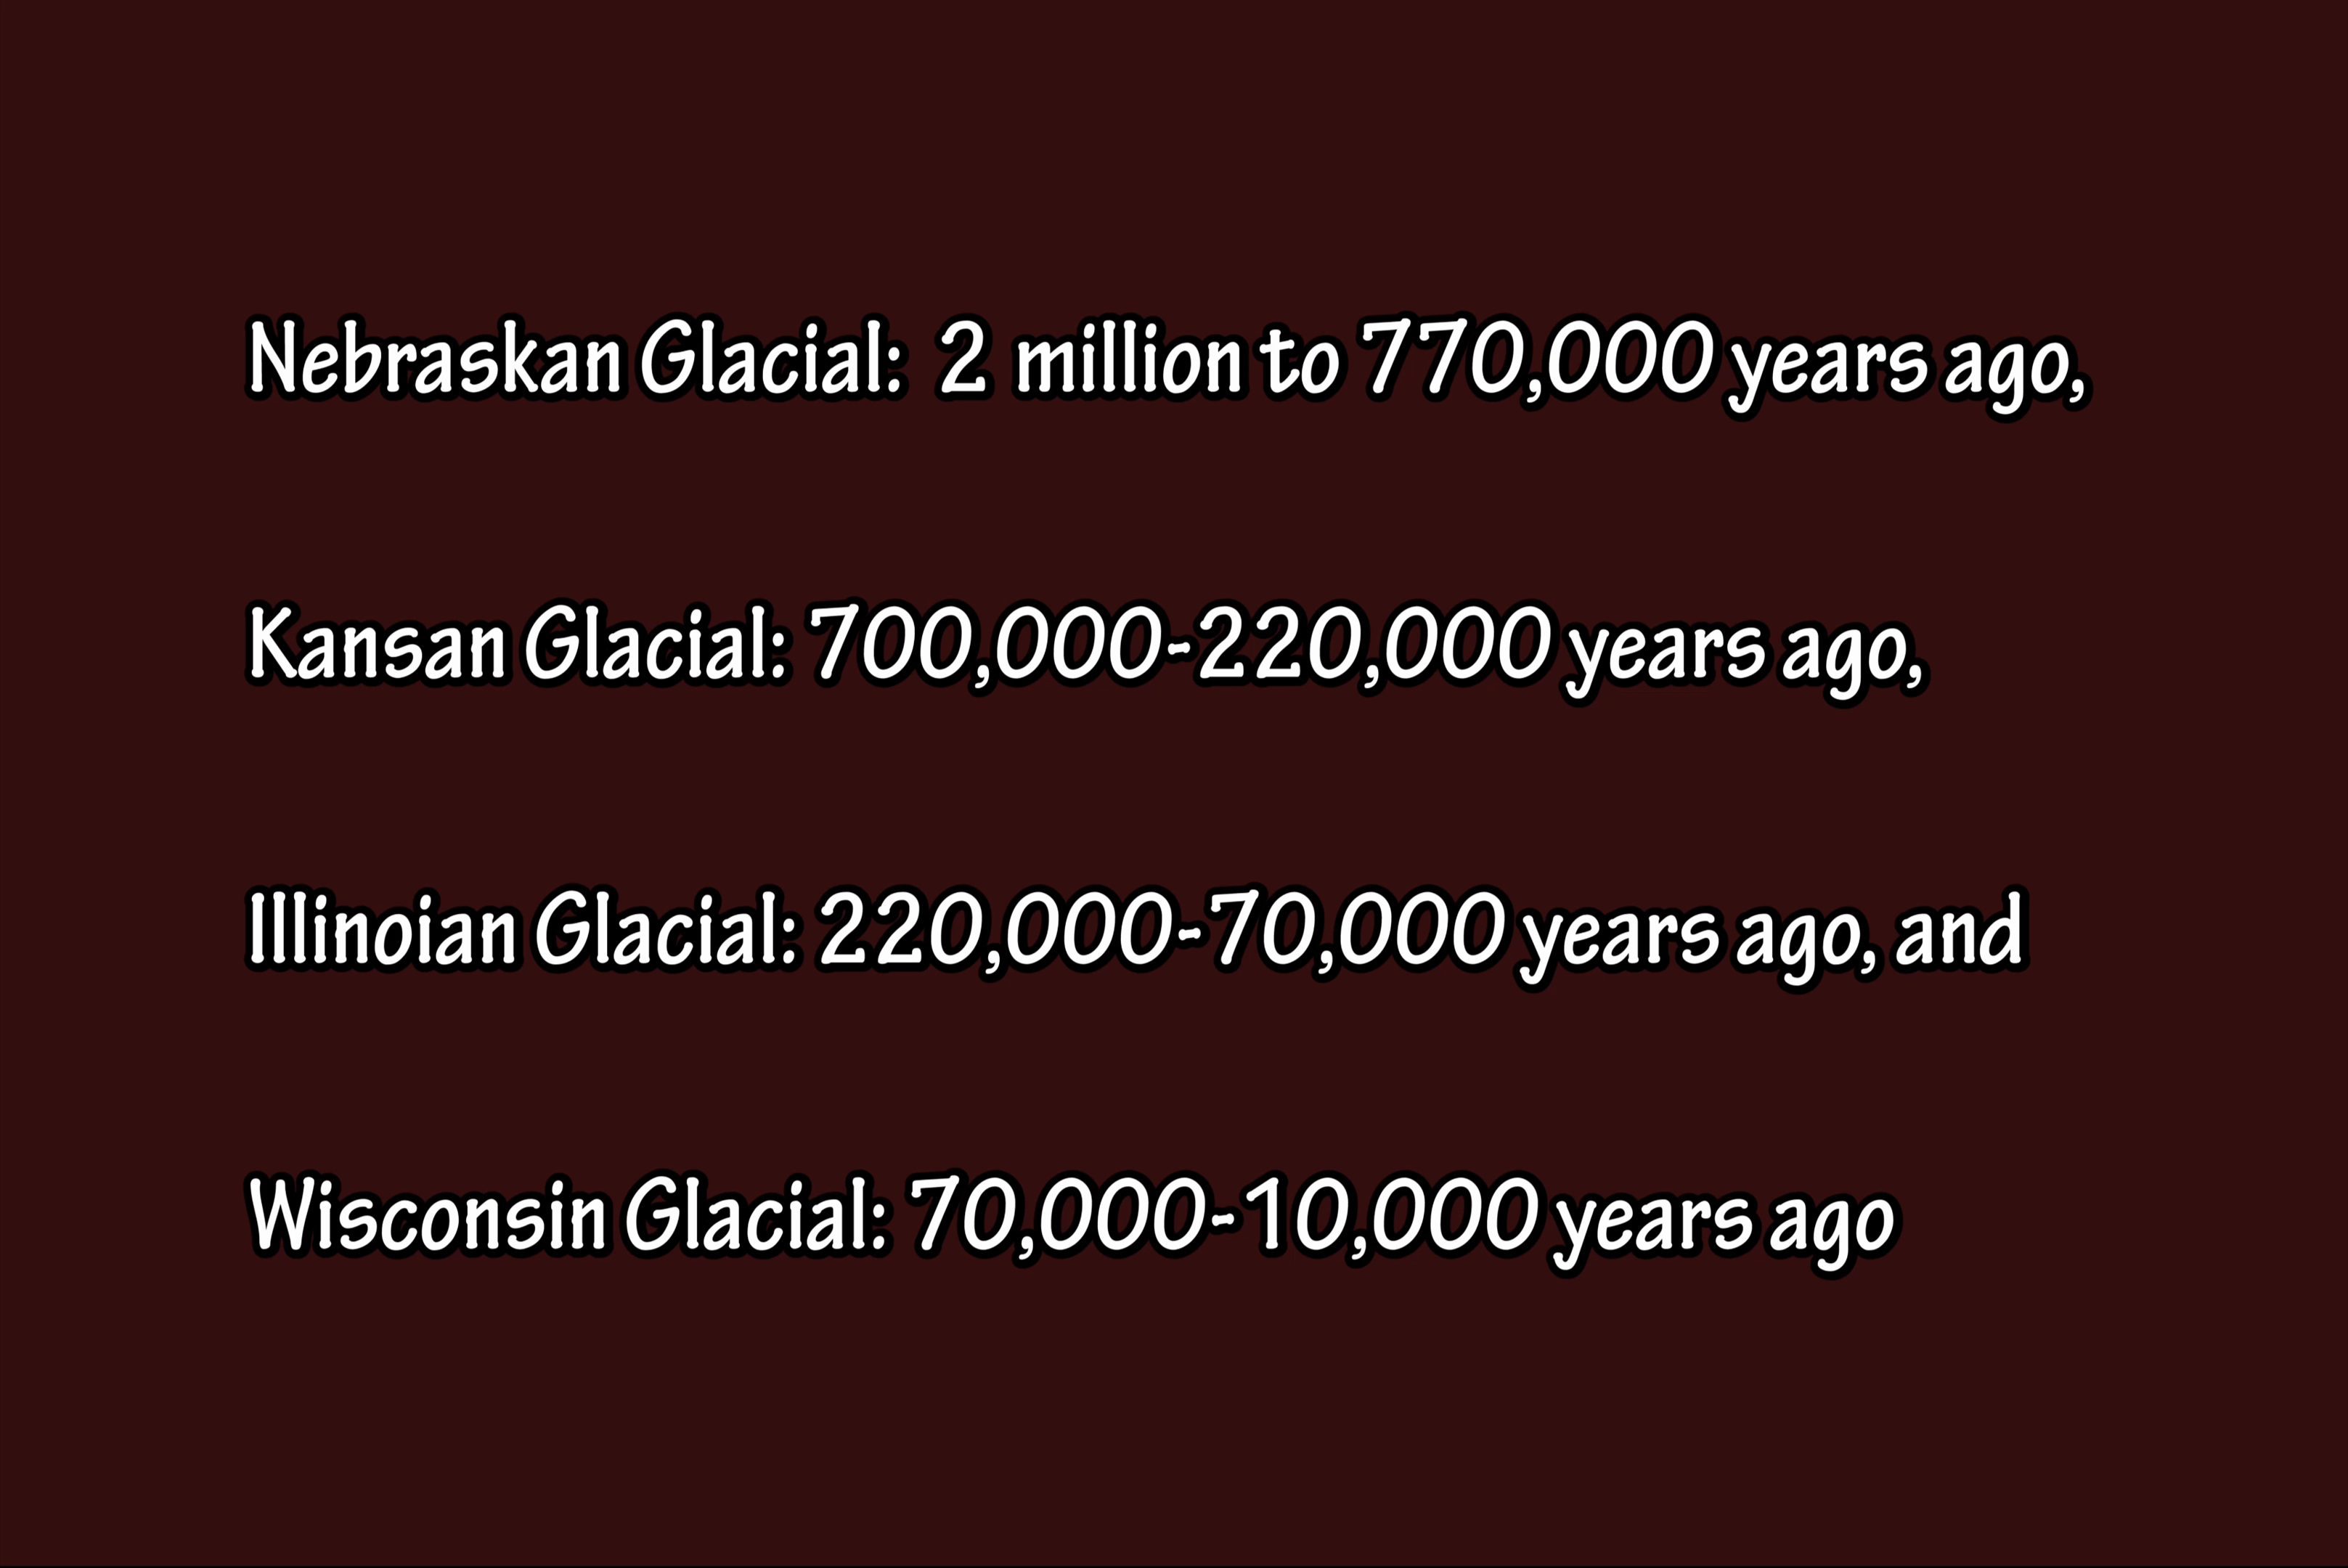 Nebraskan Glacial: 2 million to 770,000 years ago,
Kansan Glacial: 700,000-220,000 years ago,
Illinoian Glacial: 220,000-70,000 years ago, and
Wisconsin Glacial: 70,000-10,000 years ago